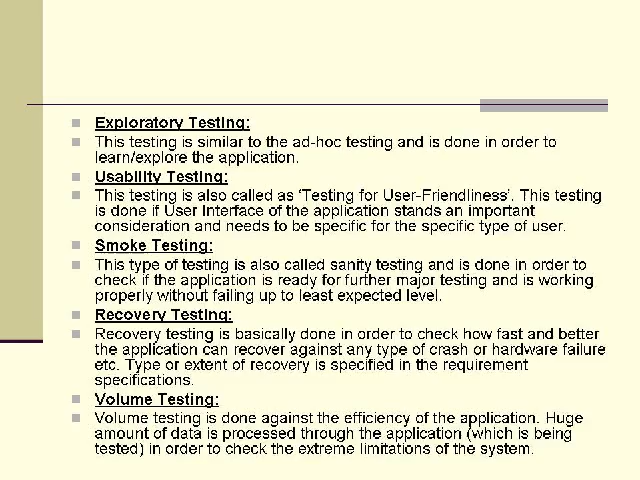 Exploratory Testing:
This testing is similar to the ad-hoc testing and is done in order to
learn/explore the application.
Usability Testing:
This testing is also called as ‘Testing for User-Friendliness’. This testing
is done if User Interface of the application stands an important
consideration and needs to be specific for the specific type of user.
Smoke Testing:
This type of testing is also called sanity testing and is done in order to
check if the application is ready for further major testing and is working
properly without failing up to least expected level.
Recovery Testing:
Recovery testing is basically done in order to check how fast and better
the application can recover against any type of crash or hardware failure
etc. Type or extent of recovery is specified in the requirement
specifications.
Volume Testing:
Volume testing is done against the efficiency of the application. Huge
amount of data is processed through the application (which is being
tested) in order to check the extreme limitations of the system.